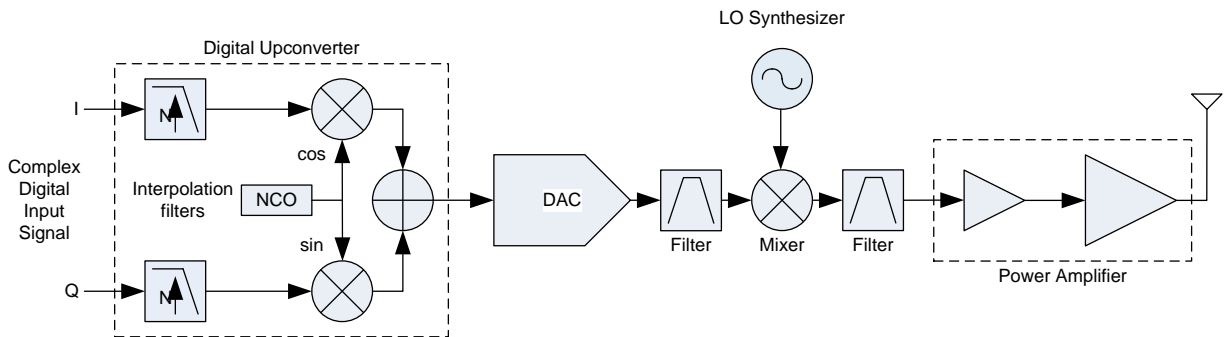 LO Synthesizer
Digital Upconverter
I
N
cos
Complex
Digital
Input
Signal
Interpolation
filters
NCO
DAC
Filter
Mixer
Filter
sin
Power Amplifier
Q
N